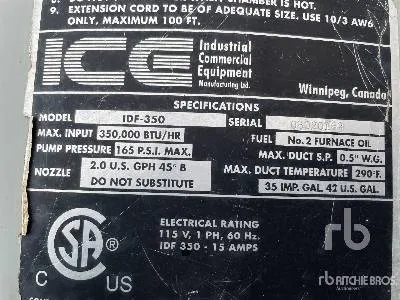 9. EXTENSION CORD TO BE OF ADEQUATE SIZE, USE 10/3 AW6
ONLY, MAXIMUM 100 FT.
ICE
Industrial
Commercial
Equipment
Manufacturing Ltd.
Winnipeg, Canada
SPECIFICATIONS
MODEL IDF-350 SERIAL
MAX. INPUT 350,000 BTU/HR FUEL No.2 FURNACE OIL
PUMP PRESSURE 165 P.S.I. MAX. MAX. DUCT S.P. 0.5" W.G.
NOZZLE 2.0 U.S. GPH 45° B MAX. DUCT TEMPERATURE 290°F.
DO NOT SUBSTITUTE 35 IMP. GAL. 42 U.S. GAL.
ELECTRICAL RATING
115 V, 1 PH, 60 Hz.
IDF 350 - 15 AMPS
SA
C US
rb
rb RITCHIE BROS.